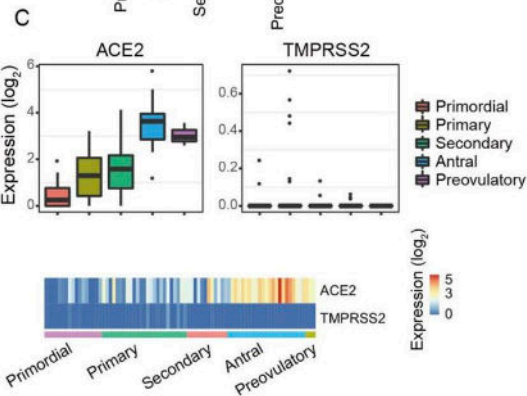 C
ACE2
TMPRSS2
Expression (log2)
6
4
2
0
0.6
0.4
0.2
0.0
Primordial
Primary
Secondary
Antral
Preovulatory
ACE2
TMPRSS2
Primordial
Primary
Secondary
Antral
Preovulatory
Expression (log2)
5
3
0